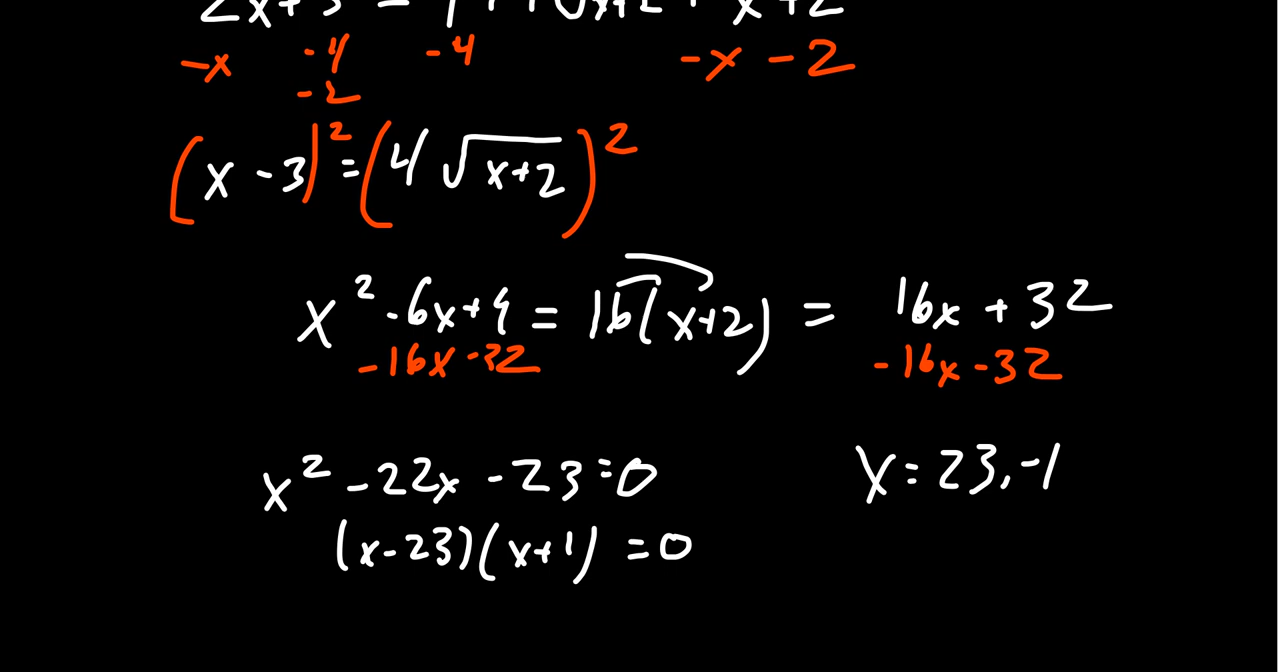 -x -4 -4 -x -2
-2
(x -3)² = (4 √x+2)²
x² -6x+9 = 16(x+2) = 16x + 32
-16x -32 -16x -32
x² -22x -23 =0 x = 23, -1
(x-23)(x+1) =0